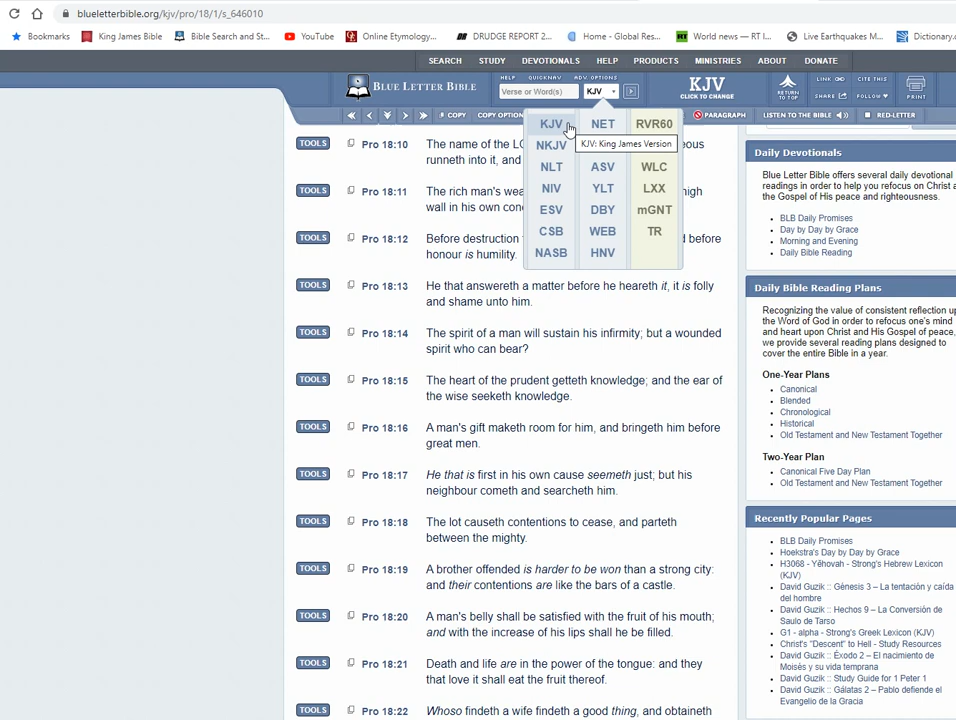 blueletterbible.org/kjv/pro/18/1/s_646010
Bookmarks King James Bible Bible Search and St... YouTube Online Etymology... DRUDGE REPORT 2... Home - Global Res... World news — RT I... Live Earthquakes M... Dictionary.c
SEARCH STUDY DEVOTIONALS HELP PRODUCTS MINISTRIES ABOUT DONATE
BLUE LETTER BIBLE
HELP QUICKNAV ADV. OPTIONS
Verse or Word(s) KJV
KJV
CLICK TO CHANGE
RETURN TO TOP
LINK CITE THIS
SHARE FOLLOW
PRINT
COPY COPY OPTION PARAGRAPH LISTEN TO THE BIBLE RED-LETTER
KJV NET RVR60
KJV: King James Version
NKJV
NLT ASV WLC
NIV YLT LXX
ESV DBY mGNT
CSB WEB TR
NASB HNV
TOOLS Pro 18:10 The name of the LO eous
runneth into it, and
TOOLS Pro 18:11 The rich man's wea high
wall in his own con
TOOLS Pro 18:12 Before destruction d before
honour is humility.
TOOLS Pro 18:13 He that answereth a matter before he heareth it, it is folly
and shame unto him.
TOOLS Pro 18:14 The spirit of a man will sustain his infirmity; but a wounded
spirit who can bear?
TOOLS Pro 18:15 The heart of the prudent getteth knowledge; and the ear of
the wise seeketh knowledge.
TOOLS Pro 18:16 A man's gift maketh room for him, and bringeth him before
great men.
TOOLS Pro 18:17 He that is first in his own cause seemeth just; but his
neighbour cometh and searcheth him.
TOOLS Pro 18:18 The lot causeth contentions to cease, and parteth
between the mighty.
TOOLS Pro 18:19 A brother offended is harder to be won than a strong city:
and their contentions are like the bars of a castle.
TOOLS Pro 18:20 A man's belly shall be satisfied with the fruit of his mouth;
and with the increase of his lips shall he be filled.
TOOLS Pro 18:21 Death and life are in the power of the tongue: and they
that love it shall eat the fruit thereof.
Pro 18:22 Whoso findeth a wife findeth a good thing, and obtaineth
Daily Devotionals
Blue Letter Bible offers several daily devotional
readings in order to help you refocus on Christ a
the Gospel of His peace and righteousness.
BLB Daily Promises
Day by Day by Grace
Morning and Evening
Daily Bible Reading
Daily Bible Reading Plans
Recognizing the value of consistent reflection up
the Word of God in order to refocus one's mind
and heart upon Christ and His Gospel of peace,
we provide several reading plans designed to
cover the entire Bible in a year.
One-Year Plans
Canonical
Blended
Chronological
Historical
Old Testament and New Testament Together
Two-Year Plan
Canonical Five Day Plan
Old Testament and New Testament Together
Recently Popular Pages
BLB Daily Promises
Hoekstra's Day by Day by Grace
H3068 - Yĕhovah - Strong's Hebrew Lexicon
(KJV)
David Guzik :: Génesis 3 – La tentación y caída
del hombre
David Guzik :: Hechos 9 – La Conversión de
Saulo de Tarso
G1 - alpha - Strong's Greek Lexicon (KJV)
Christ's "Descent" to Hell - Study Resources
David Guzik :: Éxodo 2 – El nacimiento de
Moisés y su vida temprana
David Guzik :: Study Guide for 1 Peter 1
David Guzik :: Gálatas 2 – Pablo defiende el
Evangelio de la Gracia